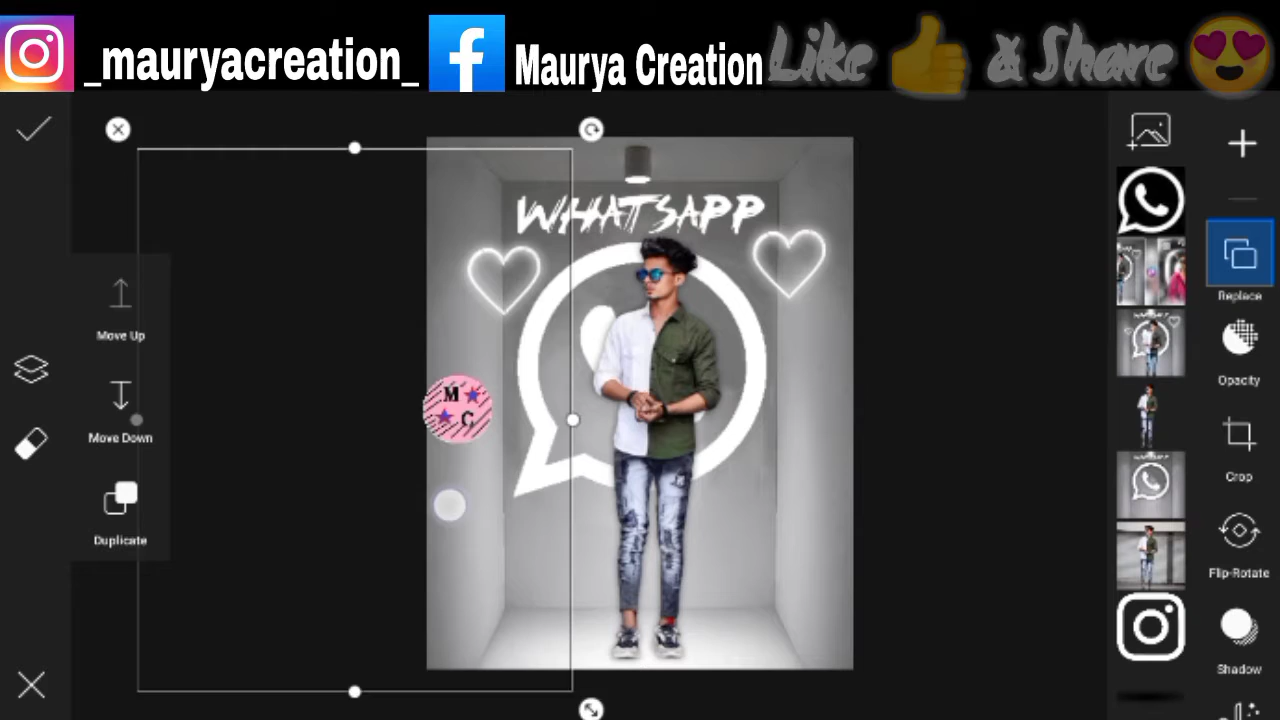 _mauryacreation_ Maurya Creation Like & Share
WHATSAPP
M
C
Move Up
Move Down
Duplicate
Replace
Opacity
Crop
Flip-Rotate
Shadow